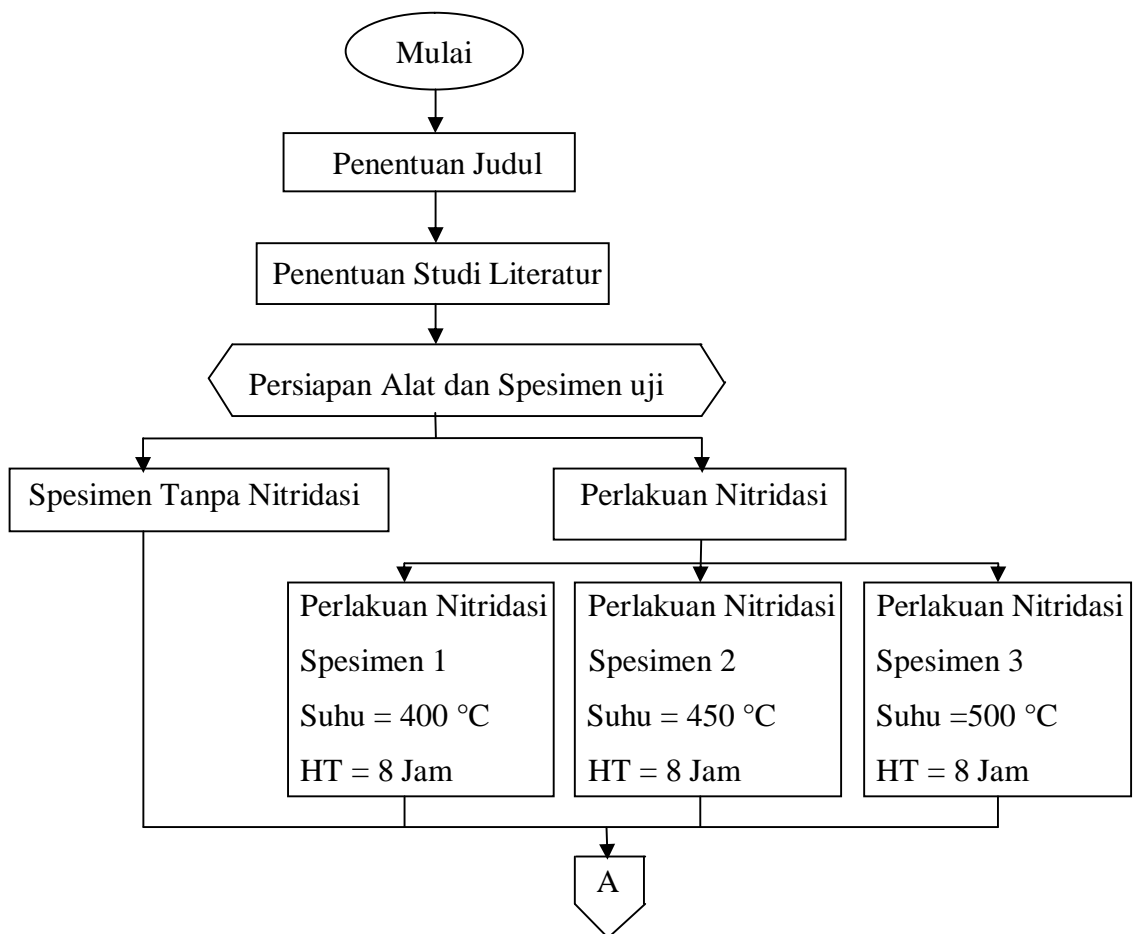 Mulai
Penentuan Judul
Penentuan Studi Literatur
Persiapan Alat dan Spesimen uji
Spesimen Tanpa Nitridasi
Perlakuan Nitridasi
Perlakuan Nitridasi
Spesimen 1
Suhu = 400 °C
HT = 8 Jam
Perlakuan Nitridasi
Spesimen 2
Suhu = 450 °C
HT = 8 Jam
Perlakuan Nitridasi
Spesimen 3
Suhu =500 °C
HT = 8 Jam
A